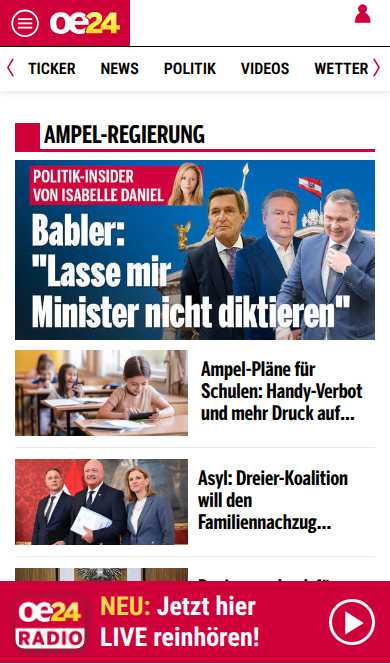 oe24
TICKER NEWS POLITIK VIDEOS WETTER
AMPEL-REGIERUNG
POLITIK-INSIDER
VON ISABELLE DANIEL
Babler:
"Lasse mir
Minister nicht diktieren"
Ampel-Pläne für
Schulen: Handy-Verbot
und mehr Druck auf...
Asyl: Dreier-Koalition
will den
Familiennachzug...
oe24
RADIO
NEU: Jetzt hier
LIVE reinhören!